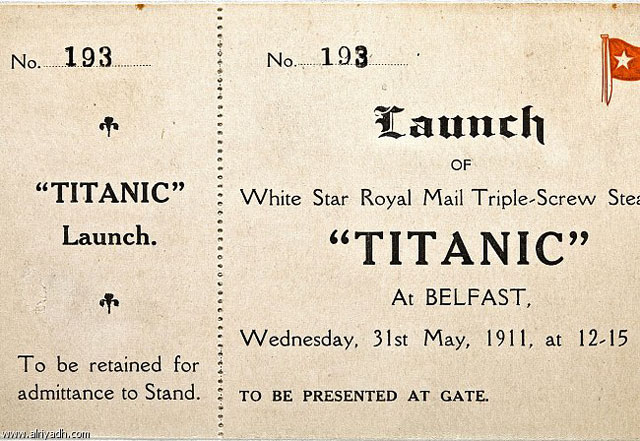 No. 193
"TITANIC"
Launch.
To be retained for
admittance to Stand.
No. 193
Launch
OF
White Star Royal Mail Triple-Screw Stea
"TITANIC"
At BELFAST,
Wednesday, 31st May, 1911, at 12-15
TO BE PRESENTED AT GATE.
www.alriyadh.com